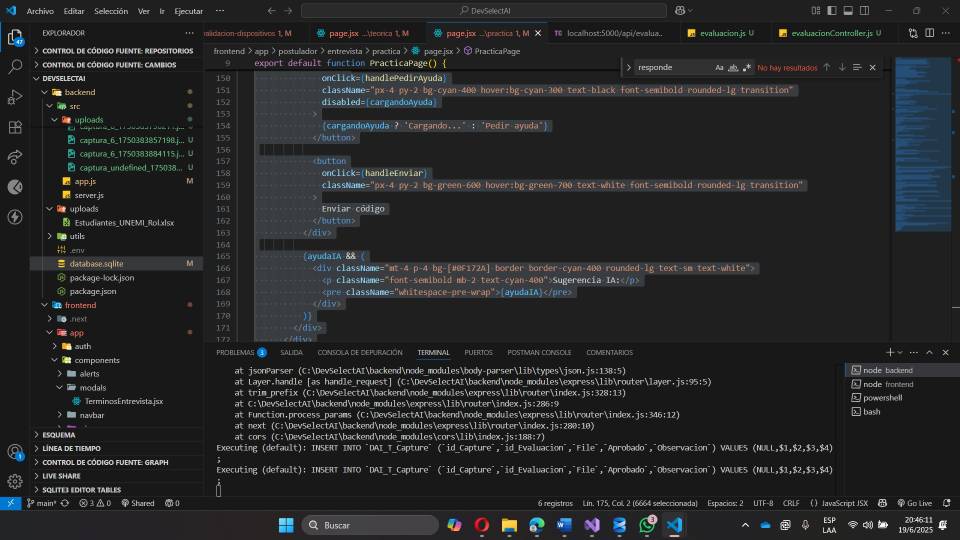 Archivo Editar Selección Ver Ir Ejecutar ···
DevSelectAI
EXPLORADOR ···
validacion-dispositivos 1, M
page.jsx ...\teorica 1, M
page.jsx ...\practica 1, M
localhost:5000/api/evalua...
evaluacion.js U
evaluacionController.js U
frontend > app > postulador > entrevista > practica > page.jsx > PracticaPage
CONTROL DE CÓDIGO FUENTE: REPOSITORIOS
CONTROL DE CÓDIGO FUENTE: CAMBIOS
DEVSELECTAI
backend
src
uploads
captura_6_1750383857198.j... U
captura_6_1750383884115.j... U
captura_undefined_175038... U
app.js M
server.js
uploads
Estudiantes_UNEMI_Rol.xlsx
utils
.env
database.sqlite M
package-lock.json
package.json
frontend
.next
app
auth
components
alerts
modals
TerminosEntrevista.jsx
navbar
ESQUEMA
LÍNEA DE TIEMPO
CONTROL DE CÓDIGO FUENTE: GRAPH
LIVE SHARE
SQLITE3 EDITOR TABLES
responde
Aa ab .*
No hay resultados
9 export default function PracticaPage() {
150 onClick={handlePedirAyuda}
151 className="px-4 py-2 bg-cyan-400 hover:bg-cyan-300 text-black font-semibold rounded-lg transition"
152 disabled={cargandoAyuda}
153 >
154 {cargandoAyuda ? 'Cargando...' : 'Pedir ayuda'}
155 </button>
156
157 <button
158 onClick={handleEnviar}
159 className="px-4 py-2 bg-green-600 hover:bg-green-700 text-white font-semibold rounded-lg transition"
160 >
161 Enviar código
162 </button>
163 </div>
164
165 {ayudaIA && (
166 <div className="mt-4 p-4 bg-[#0F172A] border border-cyan-400 rounded-lg text-sm text-white">
167 <p className="font-semibold mb-2 text-cyan-400">Sugerencia IA:</p>
168 <pre className="whitespace-pre-wrap">{ayudaIA}</pre>
169 </div>
170 )}
171 </div>
172 </div>
PROBLEMAS 3 SALIDA CONSOLA DE DEPURACIÓN TERMINAL PUERTOS POSTMAN CONSOLE COMENTARIOS
at jsonParser (C:\DevSelectAI\backend\node_modules\body-parser\lib\types\json.js:138:5)
at Layer.handle [as handle_request] (C:\DevSelectAI\backend\node_modules\express\lib\router\layer.js:95:5)
at trim_prefix (C:\DevSelectAI\backend\node_modules\express\lib\router\index.js:328:13)
at C:\DevSelectAI\backend\node_modules\express\lib\router\index.js:286:9
at Function.process_params (C:\DevSelectAI\backend\node_modules\express\lib\router\index.js:346:12)
at next (C:\DevSelectAI\backend\node_modules\express\lib\router\index.js:280:10)
at cors (C:\DevSelectAI\backend\node_modules\cors\lib\index.js:188:7)
Executing (default): INSERT INTO `DAI_T_Capture` (`id_Capture`,`id_Evaluacion`,`File`,`Aprobado`,`Observacion`) VALUES (NULL,$1,$2,$3,$4)
;
Executing (default): INSERT INTO `DAI_T_Capture` (`id_Capture`,`id_Evaluacion`,`File`,`Aprobado`,`Observacion`) VALUES (NULL,$1,$2,$3,$4)
;
node backend
node frontend
powershell
bash
main* 3 0 Shared 0
6 registros Lín. 175, Col. 2 (6664 seleccionada) Espacios: 2 UTF-8 CRLF JavaScript JSX Go Live
Buscar
3
ESP
LAA
20:46:11
19/6/2025